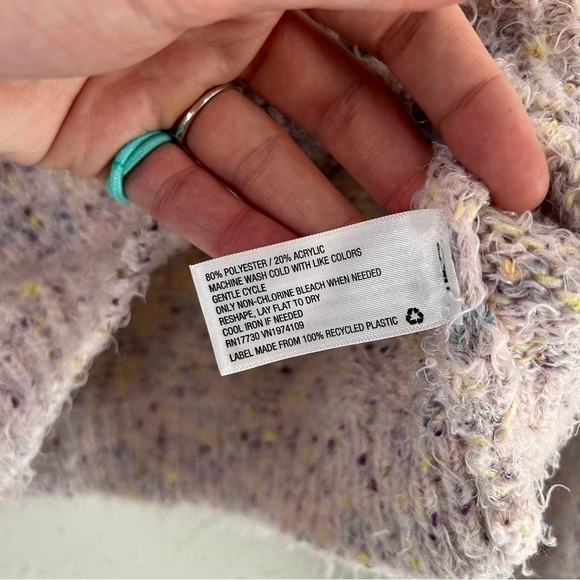 80% POLYESTER / 20% ACRYLIC
MACHINE WASH COLD WITH LIKE COLORS
GENTLE CYCLE
ONLY NON-CHLORINE BLEACH WHEN NEEDED
RESHAPE, LAY FLAT TO DRY
COOL IRON IF NEEDED
RN17730 VN1974109
LABEL MADE FROM 100% RECYCLED PLASTIC